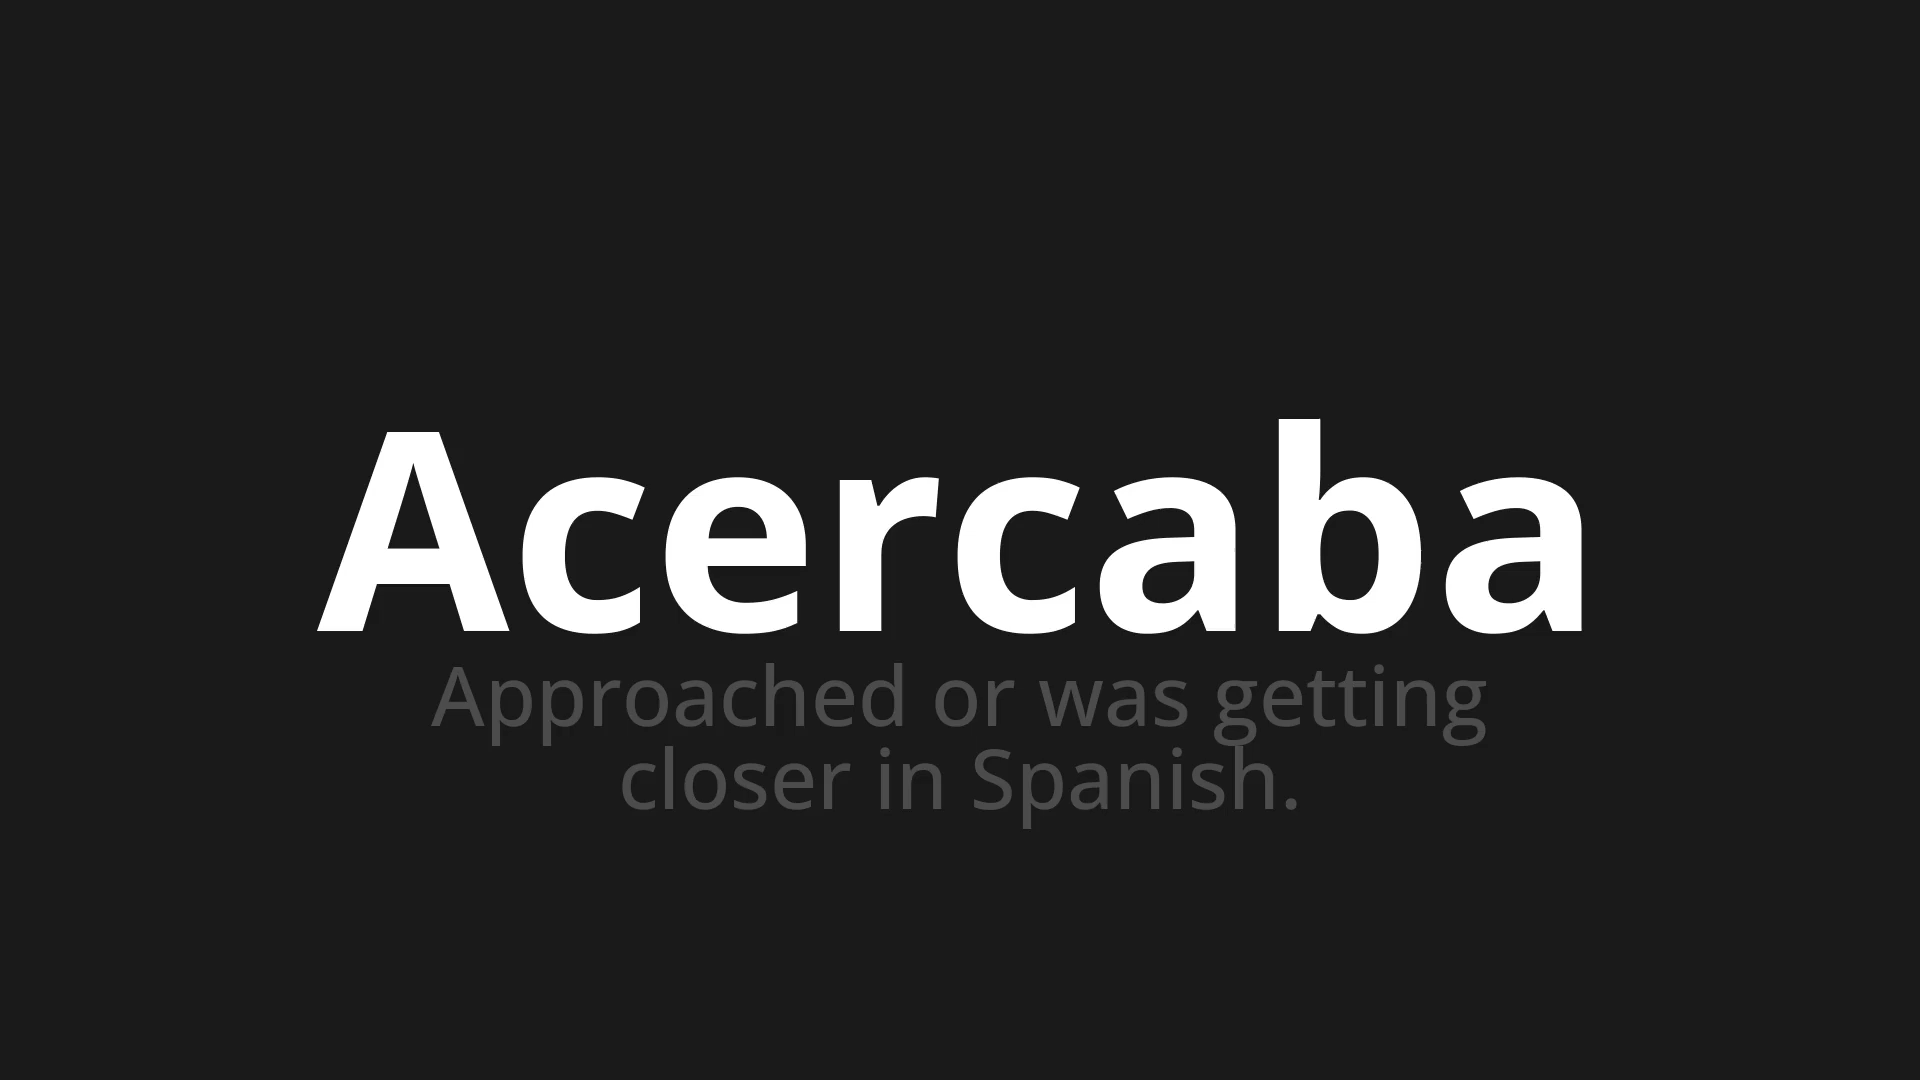 Acercaba
Approached or was getting
closer in Spanish.